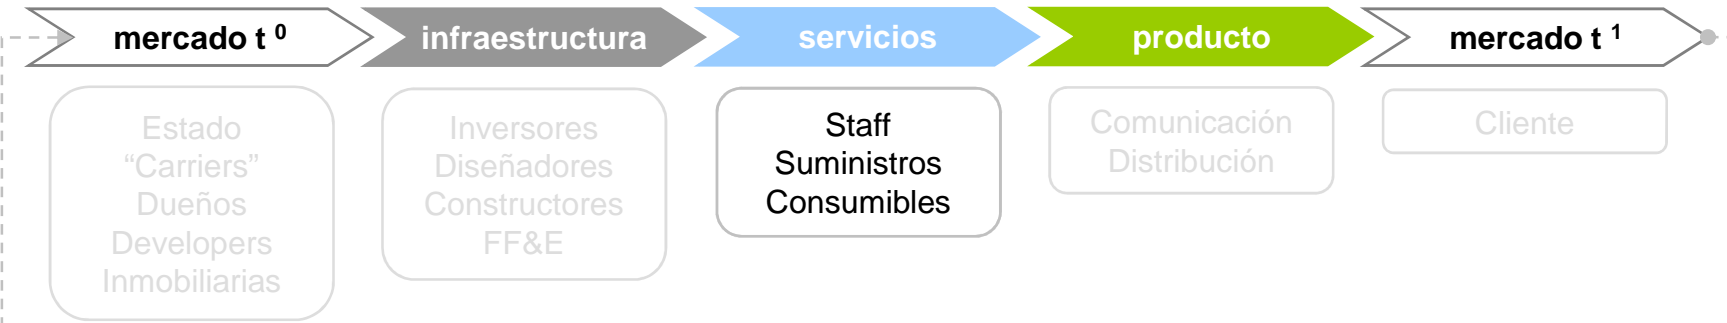 mercado t 0
infraestructura
servicios
producto
mercado t 1
Estado
“Carriers”
Dueños
Developers
Inmobiliarias
Inversores
Diseñadores
Constructores
FF&E
Staff
Suministros
Consumibles
Comunicación
Distribución
Cliente